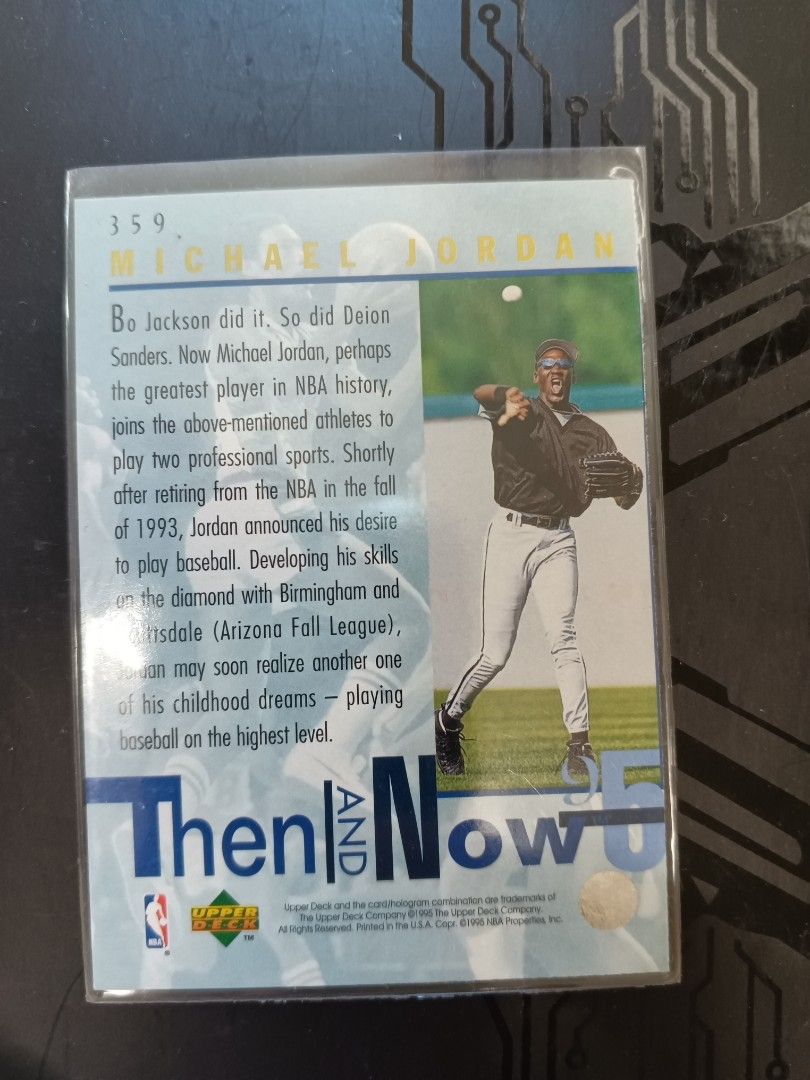 359
MICHAEL JORDAN
Bo Jackson did it. So did Deion
Sanders. Now Michael Jordan, perhaps
the greatest player in NBA history,
joins the above-mentioned athletes to
play two professional sports. Shortly
after retiring from the NBA in the fall
of 1993, Jordan announced his desire
to play baseball. Developing his skills
on the diamond with Birmingham and
(Arizona Fall League),
Jordan may soon realize another one
of his childhood dreams — playing
baseball on the highest level.
Then AND Now '95
NBA
®
UPPER
DECK
TM
Upper Deck and the card/hologram combination are trademarks of
The Upper Deck Company ©1995 The Upper Deck Company.
All Rights Reserved. Printed in the U.S.A. Copr. ©1995 NBA Properties, Inc.